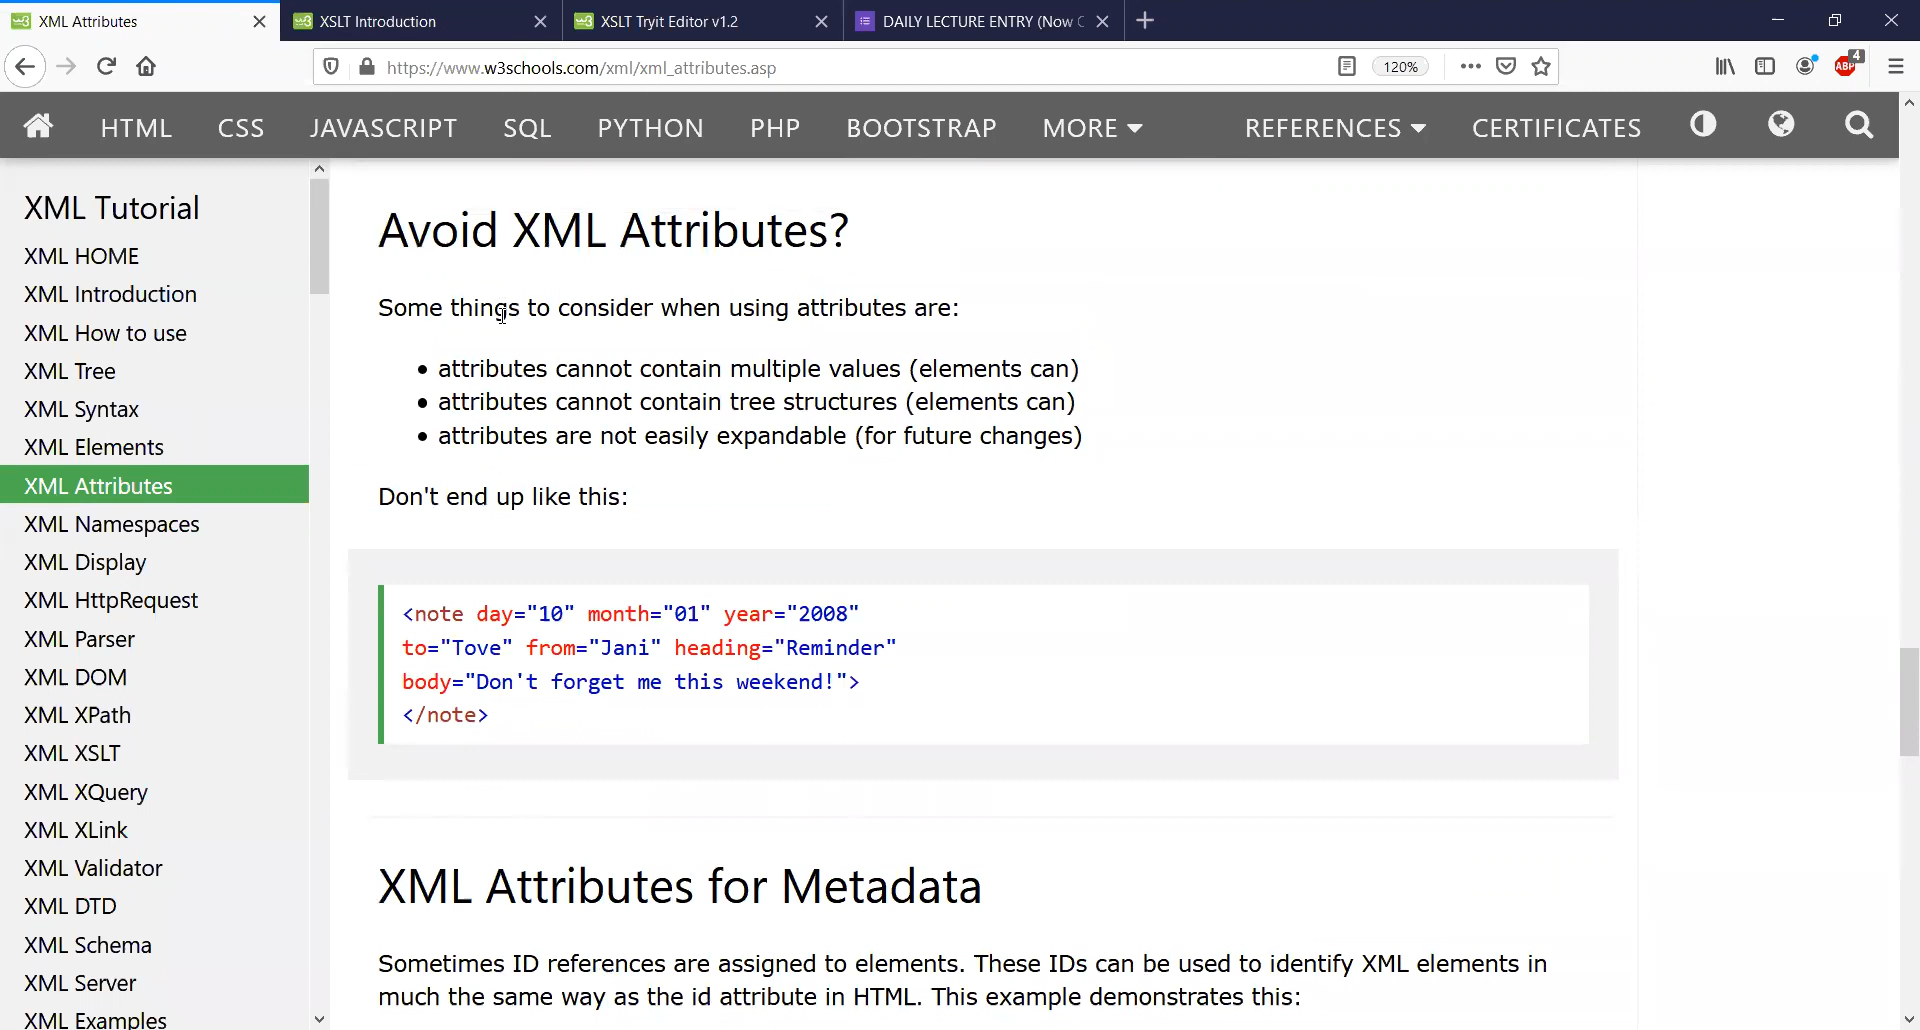 XML Attributes
XSLT Introduction
XSLT Tryit Editor v1.2
DAILY LECTURE ENTRY (Now
https://www.w3schools.com/xml/xml_attributes.asp
120%
ABP
4
HTML
CSS
JAVASCRIPT
SQL
PYTHON
PHP
BOOTSTRAP
MORE
REFERENCES
CERTIFICATES
XML Tutorial
XML HOME
XML Introduction
XML How to use
XML Tree
XML Syntax
XML Elements
XML Attributes
XML Namespaces
XML Display
XML HttpRequest
XML Parser
XML DOM
XML XPath
XML XSLT
XML XQuery
XML XLink
XML Validator
XML DTD
XML Schema
XML Server
XML Examples
Avoid XML Attributes?
Some things to consider when using attributes are:
• attributes cannot contain multiple values (elements can)
• attributes cannot contain tree structures (elements can)
• attributes are not easily expandable (for future changes)
Don't end up like this:
<note day="10" month="01" year="2008"
to="Tove" from="Jani" heading="Reminder"
body="Don't forget me this weekend!">
</note>
XML Attributes for Metadata
Sometimes ID references are assigned to elements. These IDs can be used to identify XML elements in
much the same way as the id attribute in HTML. This example demonstrates this: